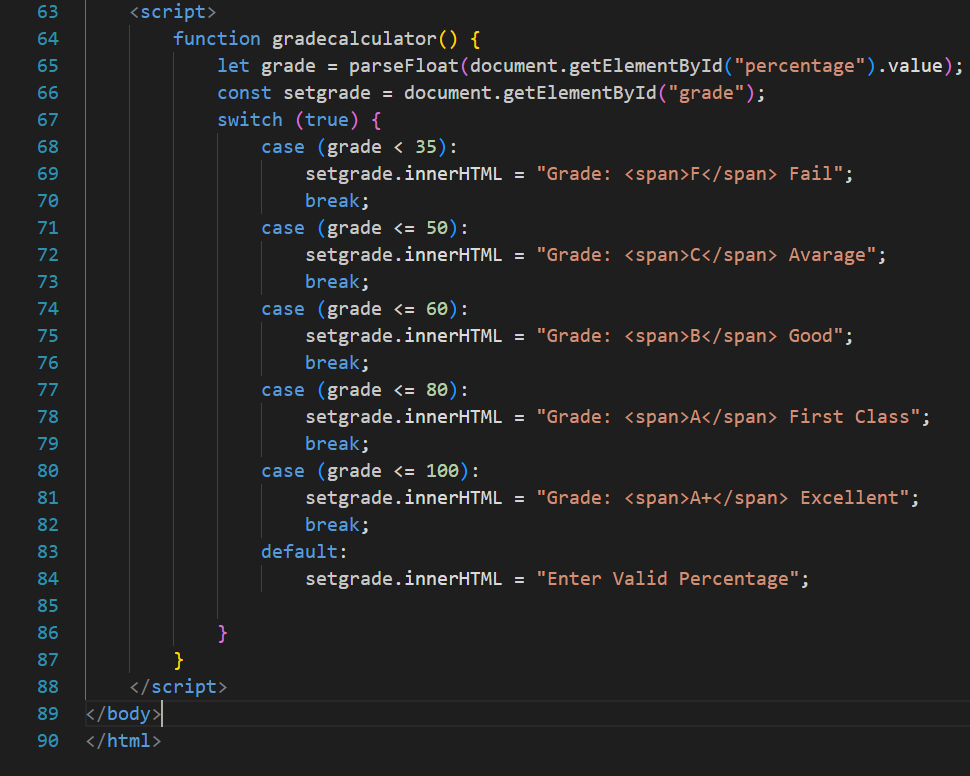 63 <script>
64 function gradecalculator() {
65 let grade = parseFloat(document.getElementById("percentage").value);
66 const setgrade = document.getElementById("grade");
67 switch (true) {
68 case (grade < 35):
69 setgrade.innerHTML = "Grade: <span>F</span> Fail";
70 break;
71 case (grade <= 50):
72 setgrade.innerHTML = "Grade: <span>C</span> Avarage";
73 break;
74 case (grade <= 60):
75 setgrade.innerHTML = "Grade: <span>B</span> Good";
76 break;
77 case (grade <= 80):
78 setgrade.innerHTML = "Grade: <span>A</span> First Class";
79 break;
80 case (grade <= 100):
81 setgrade.innerHTML = "Grade: <span>A+</span> Excellent";
82 break;
83 default:
84 setgrade.innerHTML = "Enter Valid Percentage";
85
86 }
87 }
88 </script>
89 </body>
90 </html>